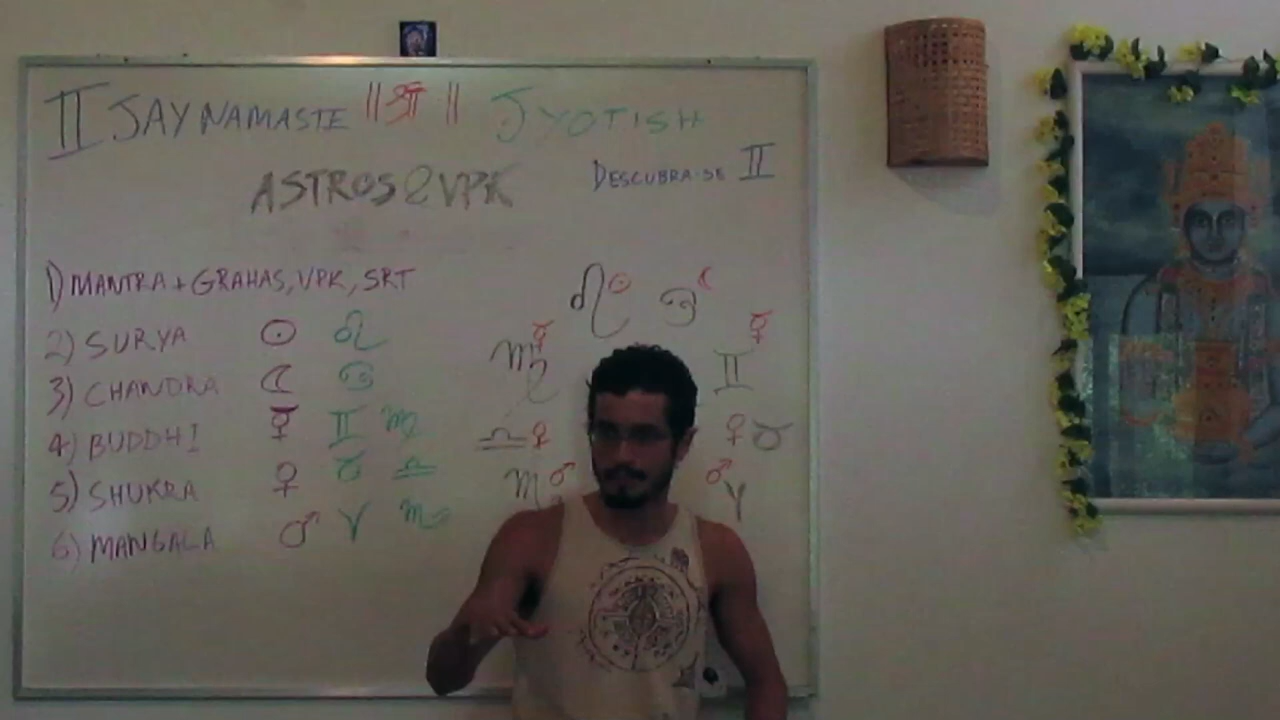 II JAY NAMASTE ॥ श्री ॥ JYOTISH
ASTROS & VPK
DESCUBRA-SE II
1) MANTRA + GRAHAS, VPK, SRT
♌ ☉ ♋ ☾
2) SURYA ☉ ♌
♍ ☿ ♊ ☿
3) CHANDRA ☾ ♋
4) BUDDHI ☿ ♊ ♍
♎ ♀ ♀ ♉
5) SHUKRA ♀ ♉ ♎
♏ ♂ ♂ ♈
6) MANGALA ♂ ♈ ♏